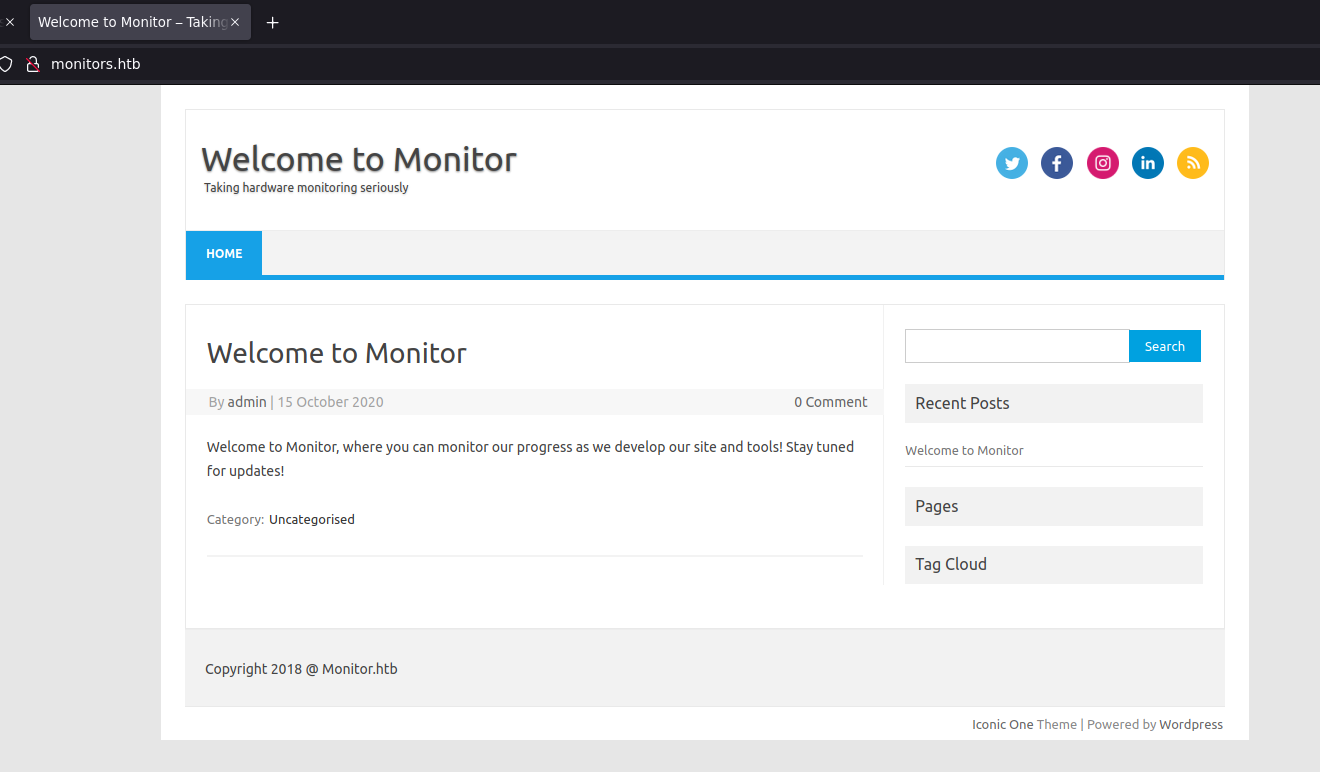 Welcome to Monitor – Taking
monitors.htb
Welcome to Monitor
Taking hardware monitoring seriously
HOME
Welcome to Monitor
By admin | 15 October 2020
0 Comment
Welcome to Monitor, where you can monitor our progress as we develop our site and tools! Stay tuned
for updates!
Category: Uncategorised
Search
Recent Posts
Welcome to Monitor
Pages
Tag Cloud
Copyright 2018 @ Monitor.htb
Iconic One Theme | Powered by Wordpress